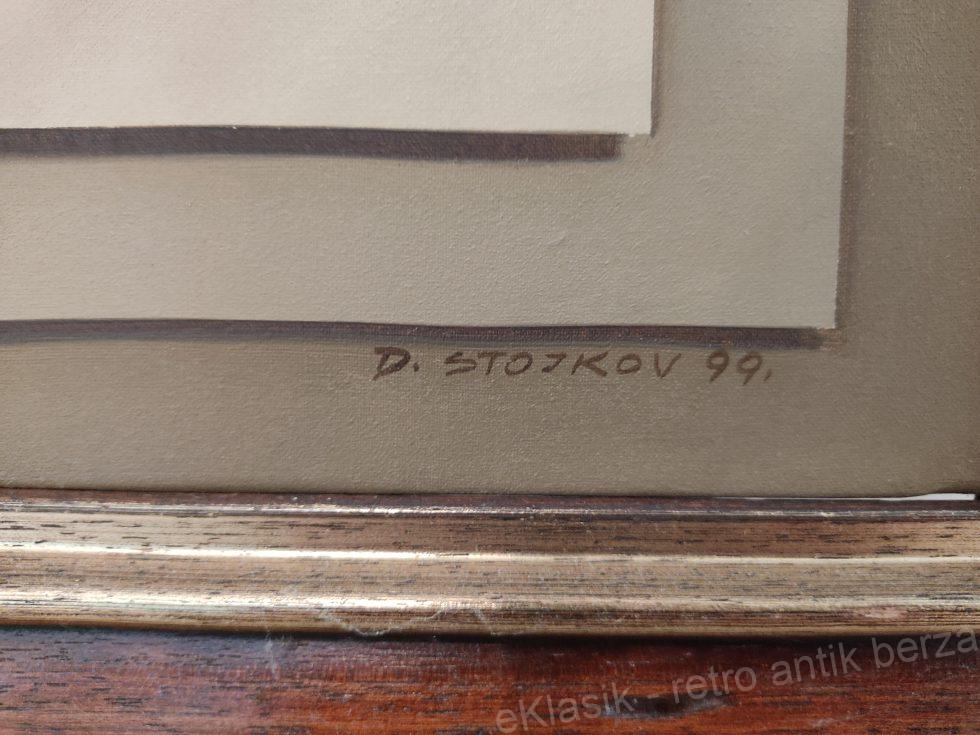 D. STOJKOV 99.
eKlasik - retro antik berza